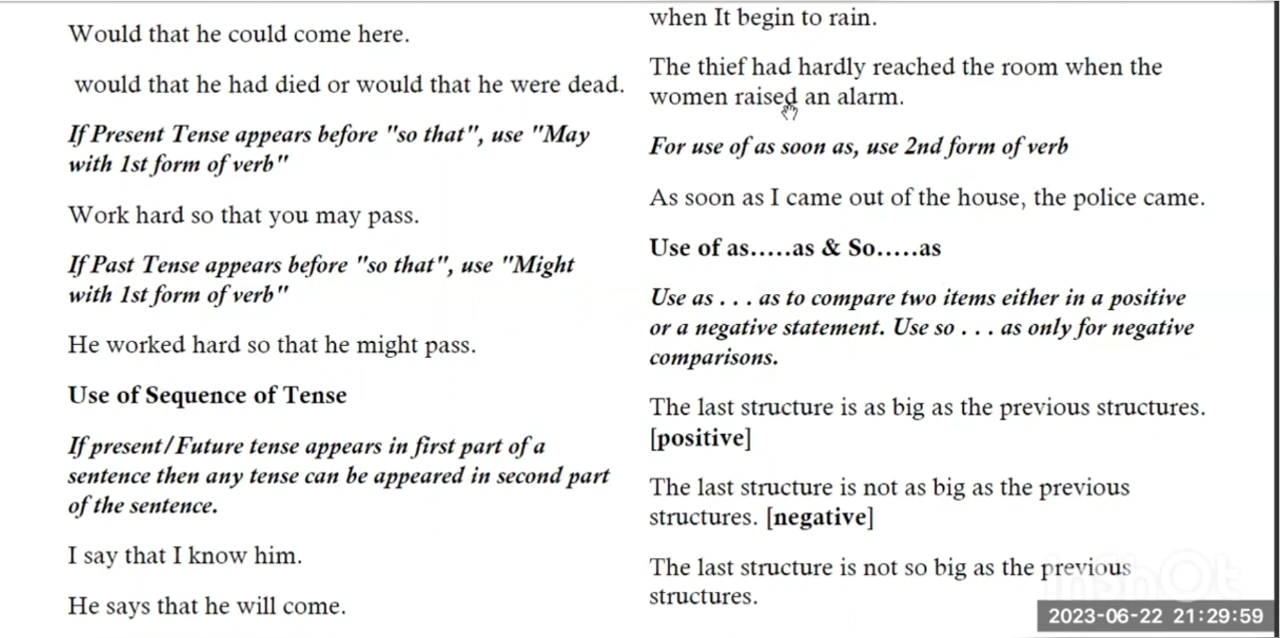 Would that he could come here.
would that he had died or would that he were dead.
If Present Tense appears before "so that", use "May
with 1st form of verb"
Work hard so that you may pass.
If Past Tense appears before "so that", use "Might
with 1st form of verb"
He worked hard so that he might pass.
Use of Sequence of Tense
If present/Future tense appears in first part of a
sentence then any tense can be appeared in second part
of the sentence.
I say that I know him.
He says that he will come.
when It begin to rain.
The thief had hardly reached the room when the
women raised an alarm.
For use of as soon as, use 2nd form of verb
As soon as I came out of the house, the police came.
Use of as.....as & So.....as
Use as . . . as to compare two items either in a positive
or a negative statement. Use so . . . as only for negative
comparisons.
The last structure is as big as the previous structures.
[positive]
The last structure is not as big as the previous
structures. [negative]
The last structure is not so big as the previous
structures.
InShOt
2023-06-22 21:29:59